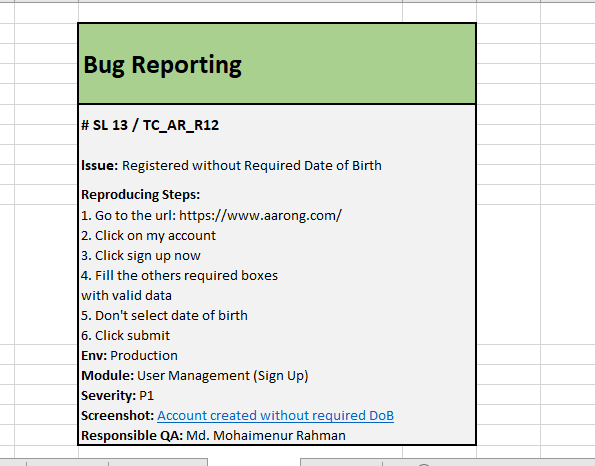 Bug Reporting
# SL 13 / TC_AR_R12
Issue: Registered without Required Date of Birth
Reproducing Steps:
1. Go to the url: https://www.aarong.com/
2. Click on my account
3. Click sign up now
4. Fill the others required boxes
with valid data
5. Don't select date of birth
6. Click submit
Env: Production
Module: User Management (Sign Up)
Severity: P1
Screenshot: Account created without required DoB
Responsible QA: Md. Mohaimenur Rahman